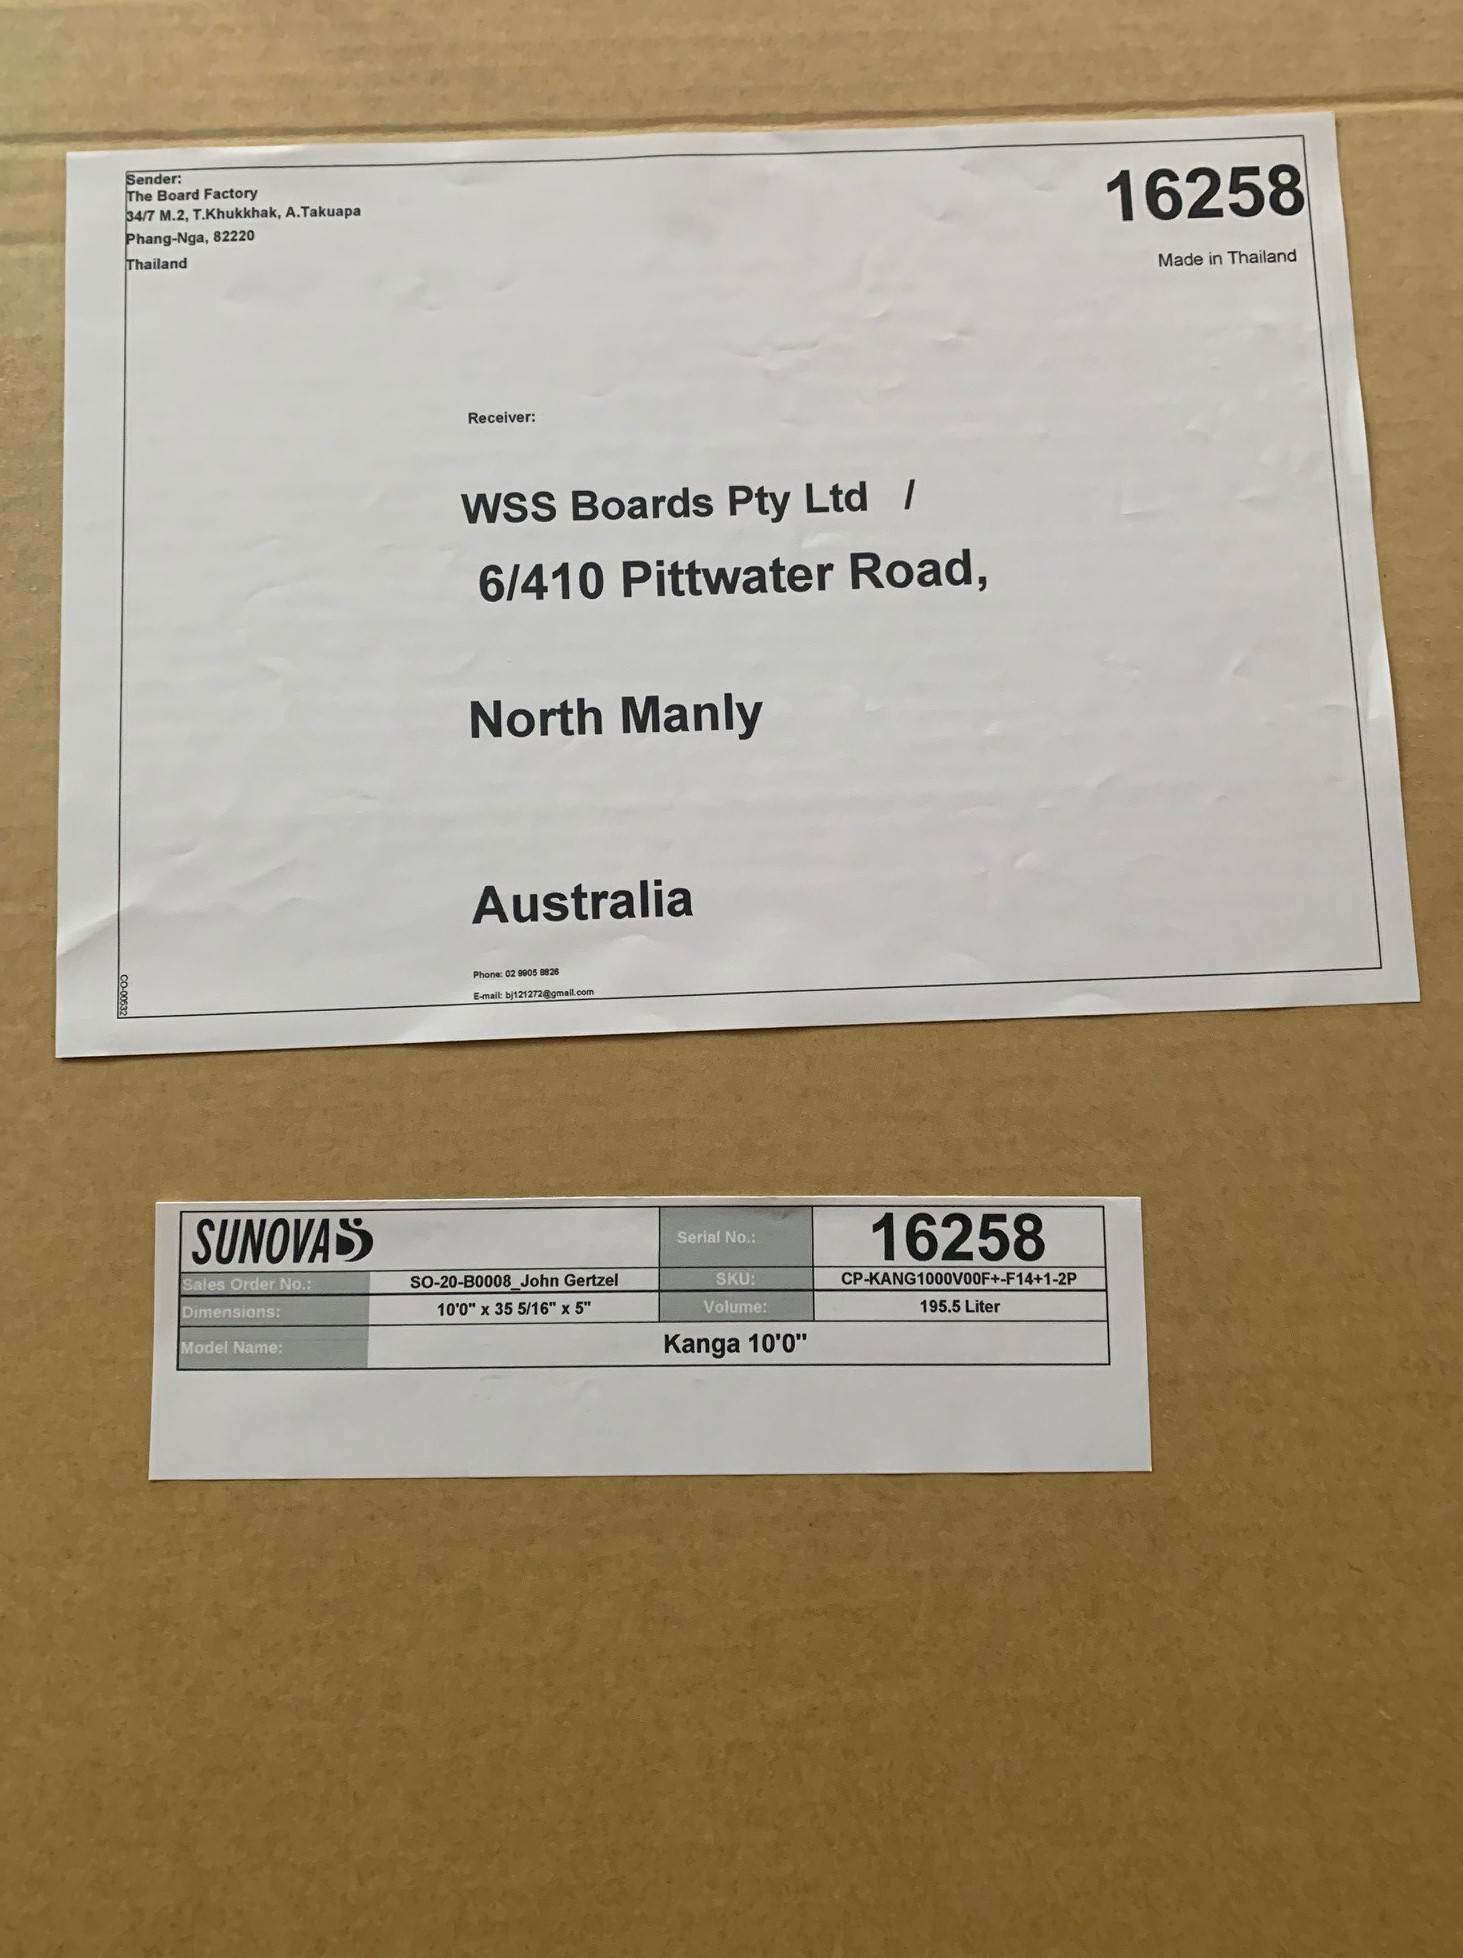 Sender:
The Board Factory
34/7 M.2, T.Khukkhak, A.Takuapa
Phang-Nga, 82220
Thailand
16258
Made in Thailand
Receiver:
WSS Boards Pty Ltd /
6/410 Pittwater Road,
North Manly
Australia
Phone: 02 9905 9826
E-mail: bj121272@gmail.com
CO-00532
SUNOVA S
Serial No.: 16258
Sales Order No.: SO-20-B0008_John Gertzel SKU: CP-KANG1000V00F+-F14+1-2P
Dimensions: 10'0" x 35 5/16" x 5" Volume: 195.5 Liter
Model Name: Kanga 10'0"